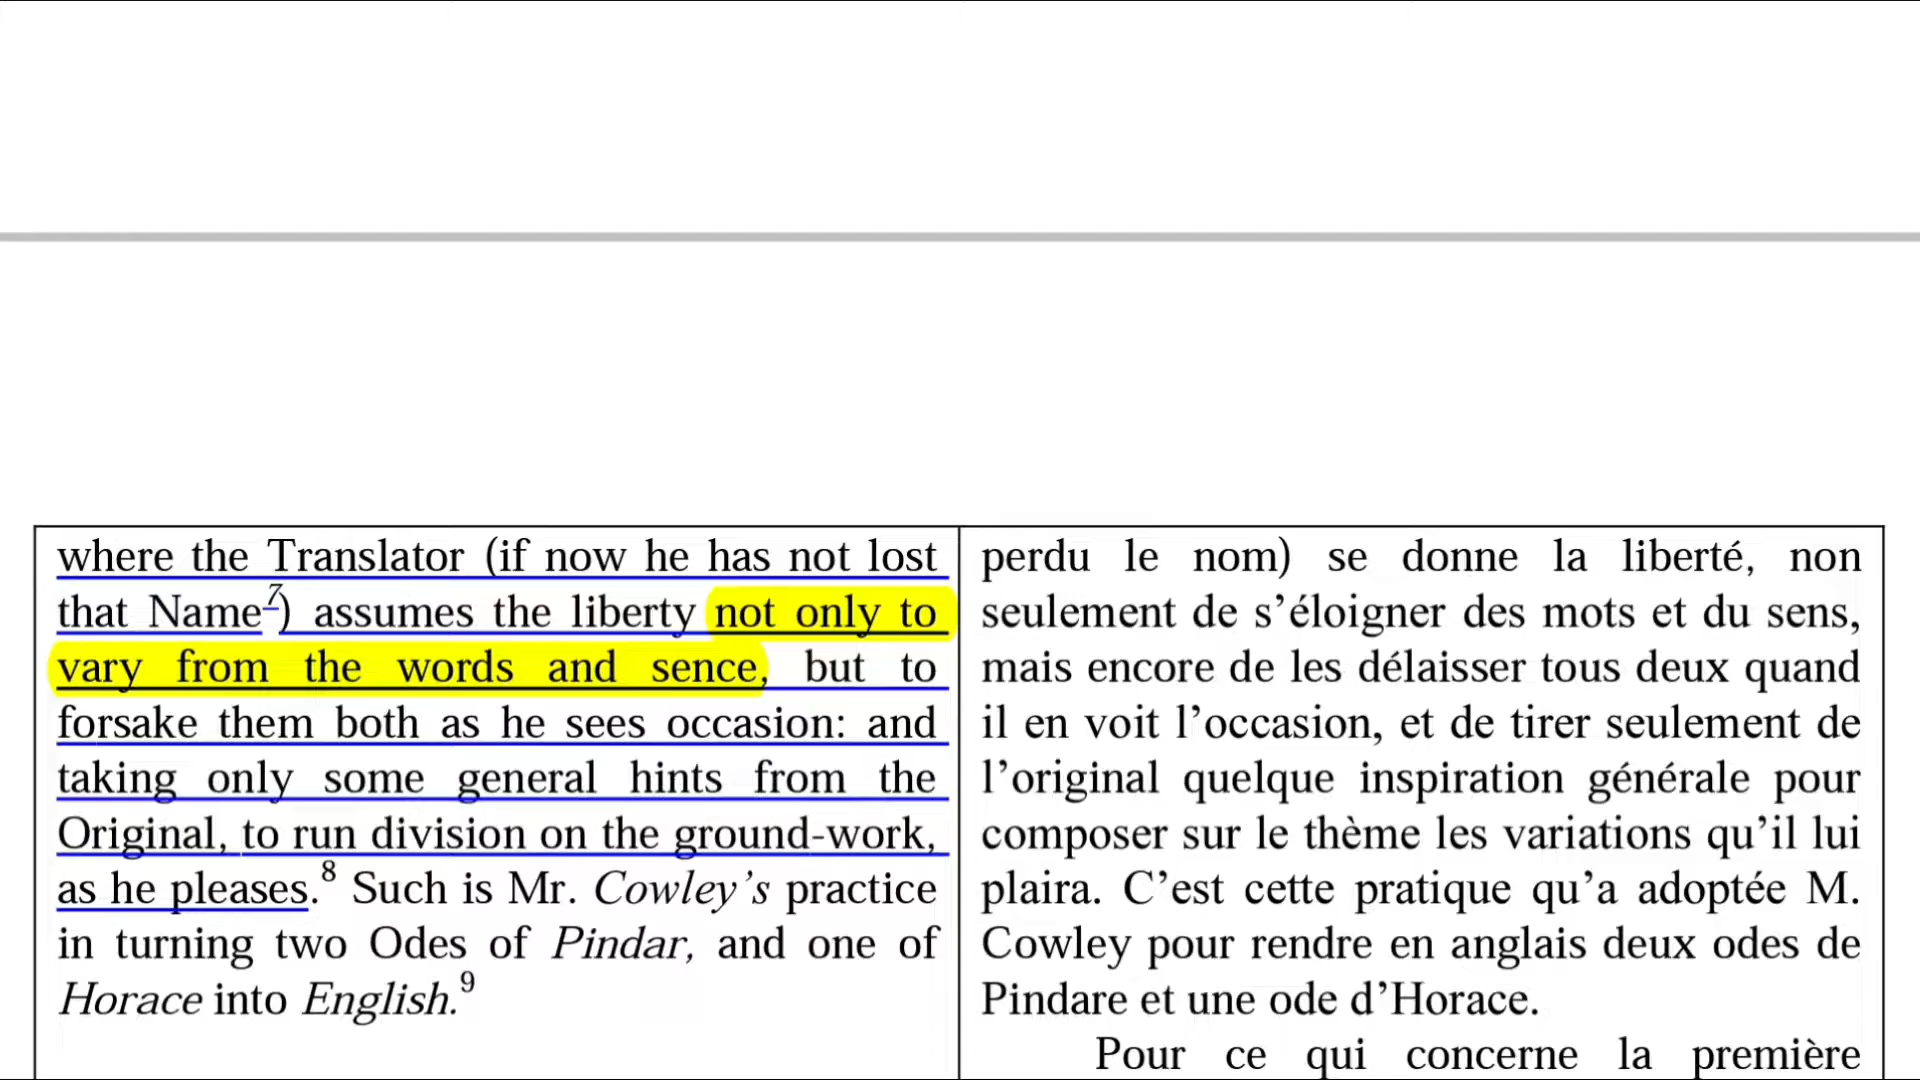 where the Translator (if now he has not lost
that Name⁷) assumes the liberty not only to
vary from the words and sence, but to
forsake them both as he sees occasion: and
taking only some general hints from the
Original, to run division on the ground-work,
as he pleases.⁸ Such is Mr. Cowley’s practice
in turning two Odes of Pindar, and one of
Horace into English.⁹
perdu le nom) se donne la liberté, non
seulement de s’éloigner des mots et du sens,
mais encore de les délaisser tous deux quand
il en voit l’occasion, et de tirer seulement de
l’original quelque inspiration générale pour
composer sur le thème les variations qu’il lui
plaira. C’est cette pratique qu’a adoptée M.
Cowley pour rendre en anglais deux odes de
Pindare et une ode d’Horace.
Pour ce qui concerne la première